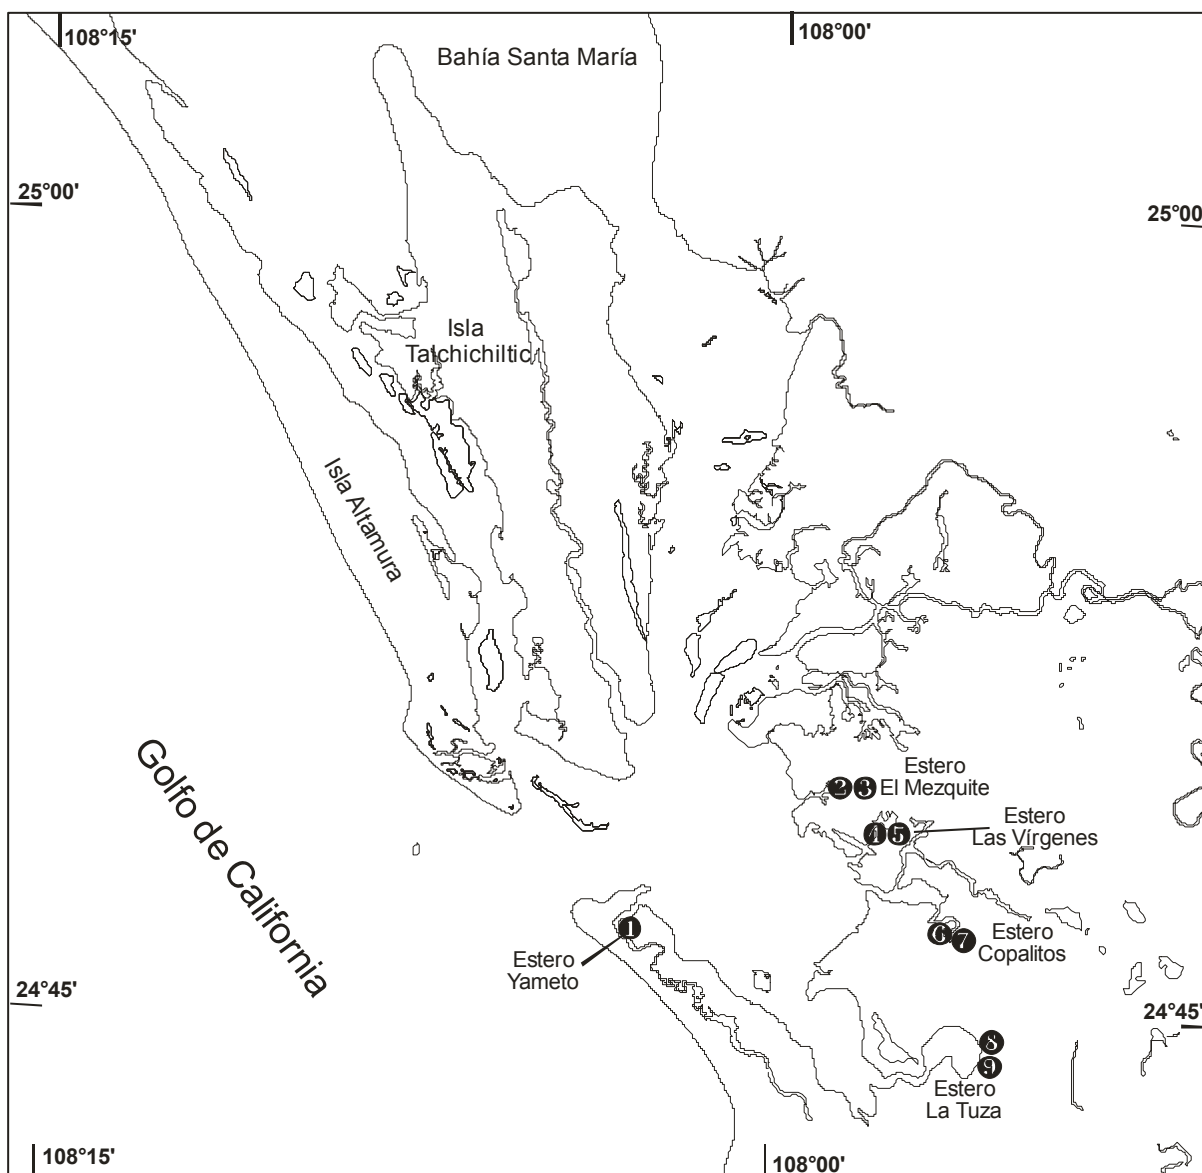 108°15'
108°00'
Bahía Santa María
25°00'
25°00
Isla
Talchichiltic
Isla Altamura
Golfo de California
Estero
2 3 El Mezquite
Estero
4 5 Las Vírgenes
1
Estero
Yameto
6 7 Estero
Copalitos
24°45'
24°45'
8
9
Estero
La Tuza
108°15'
108°00'